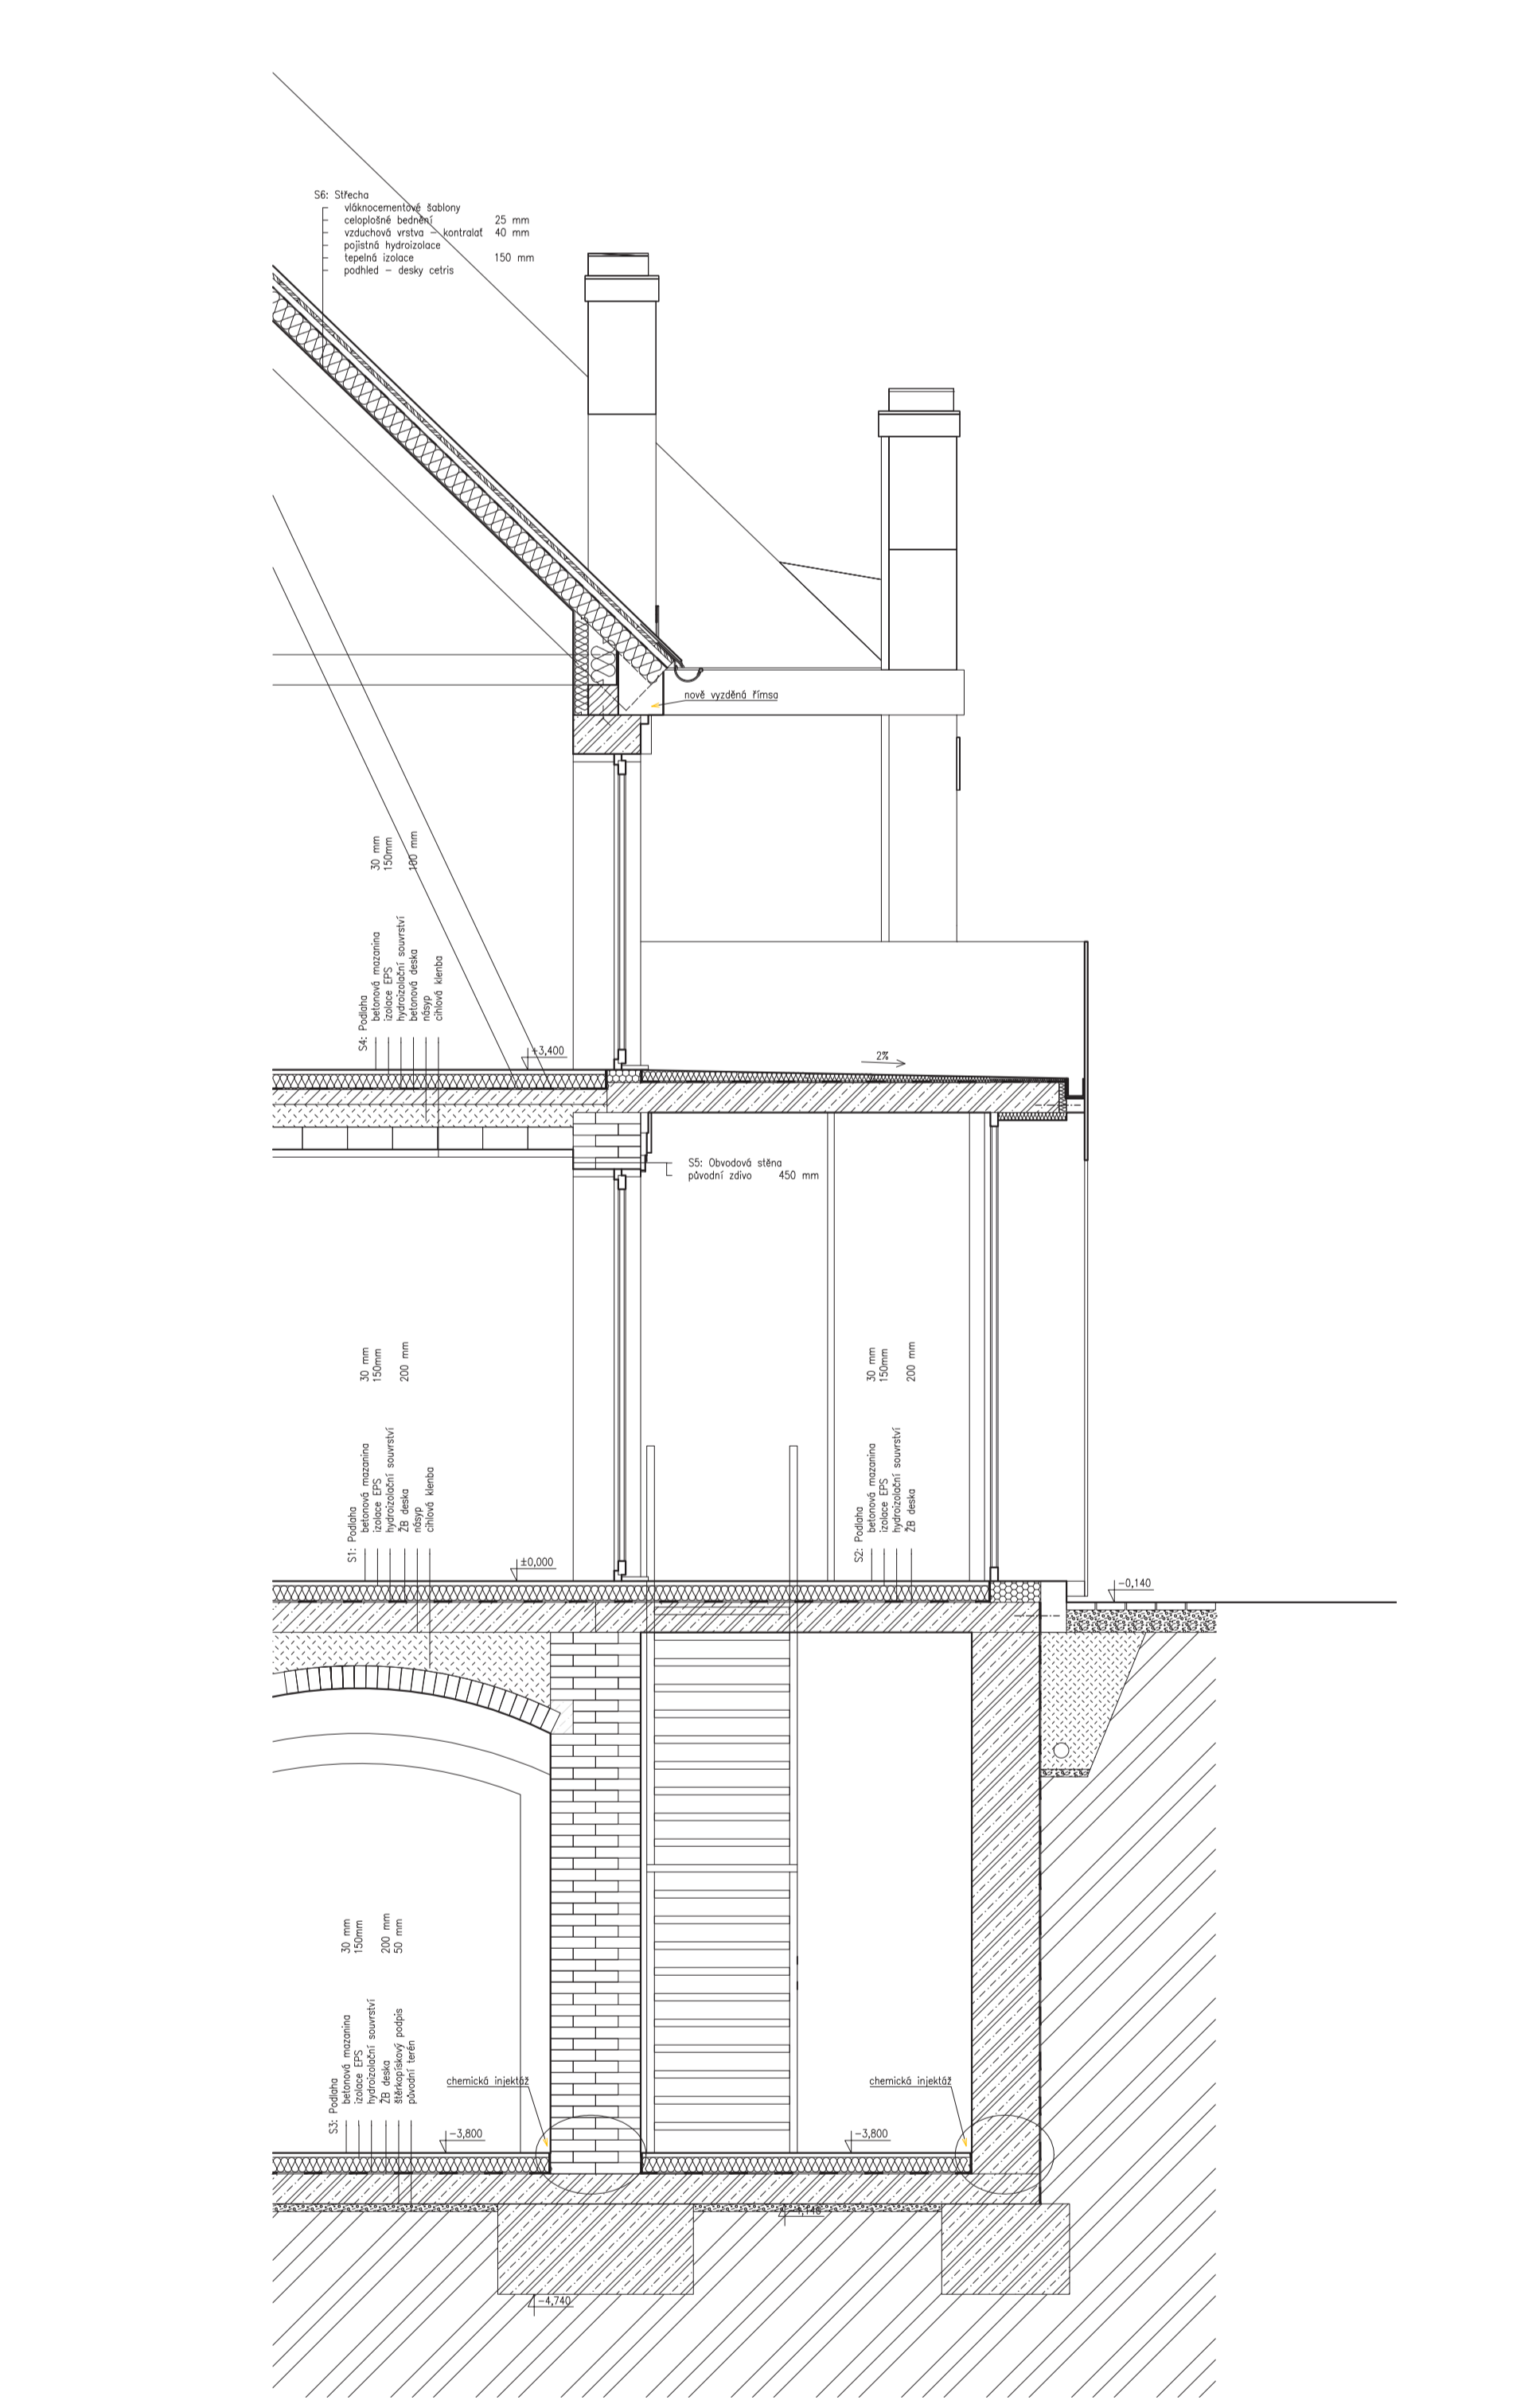 S6: Střecha
vláknocementové šablony
celoplošné bednění 25 mm
vzduchová vrstva – kontralať 40 mm
pojistná hydroizolace
tepelná izolace 150 mm
podhled – desky cetris
nově vyzděná římsa
S4: Podlaha
betonová mazanina 30 mm
izolace EPS 150mm
hydroizolační souvrství
betonová deska 100 mm
násyp
cihlová klenba
+3,400
2%
S5: Obvodová stěna
původní zdivo 450 mm
S1: Podlaha
betonová mazanina 30 mm
izolace EPS 150mm
hydroizolační souvrství
ŽB deska 200 mm
násyp
cihlová klenba
S2: Podlaha
betonová mazanina 30 mm
izolace EPS 150mm
hydroizolační souvrství
ŽB deska 200 mm
±0,000
-0,140
S3: Podlaha
betonová mazanina 30 mm
izolace EPS 150mm
hydroizolační souvrství
ŽB deska 200 mm
štěrkopískový podpis 50 mm
původní terén
chemická injektáž
chemická injektáž
-3,800
-3,800
-4,140
-4,740